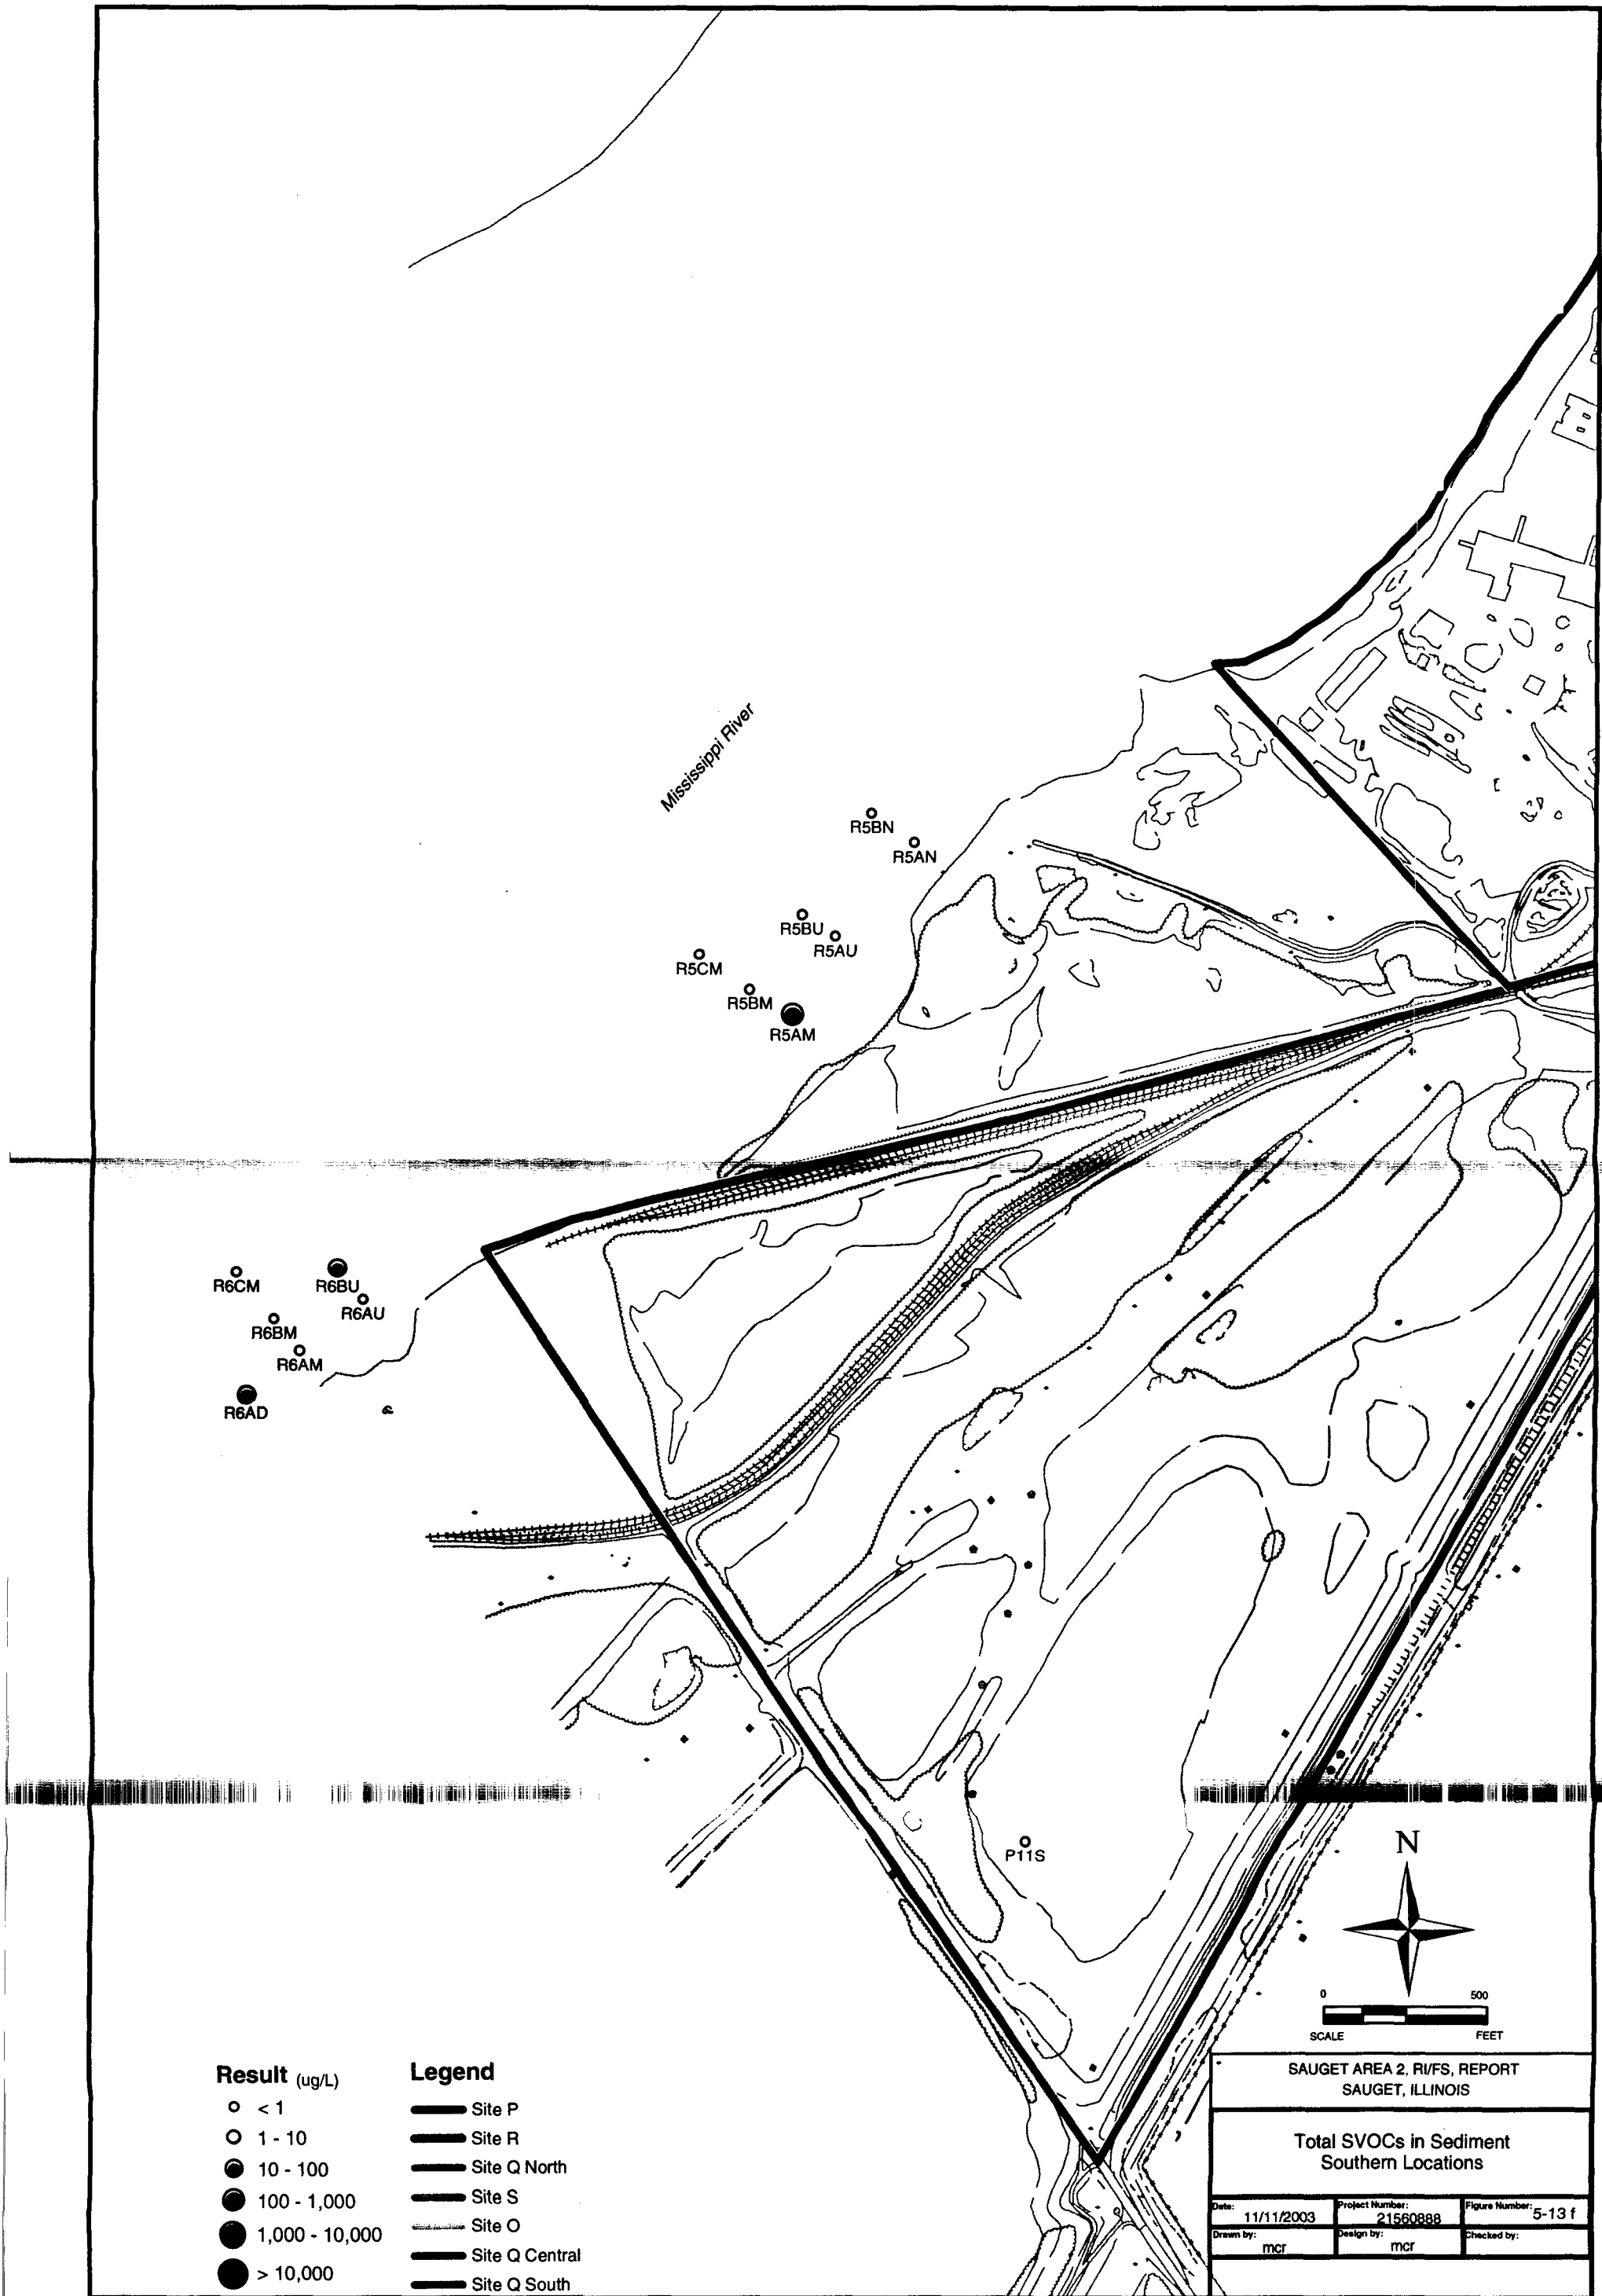 Mississippi River
R5BN
R5AN
R5BU
R5AU
R5CM
R5BM
R5AM
R6CM
R6BU
R6AU
R6BM
R6AM
R6AD
P11S
N
0 500
SCALE FEET
Result (ug/L)
< 1
1 - 10
10 - 100
100 - 1,000
1,000 - 10,000
> 10,000
Legend
Site P
Site R
Site Q North
Site S
Site O
Site Q Central
Site Q South
SAUGET AREA 2, RI/FS, REPORT
SAUGET, ILLINOIS
Total SVOCs in Sediment
Southern Locations
Date: 11/11/2003
Project Number: 21560888
Figure Number: 5-13 f
Drawn by: mcr
Design by: mcr
Checked by: